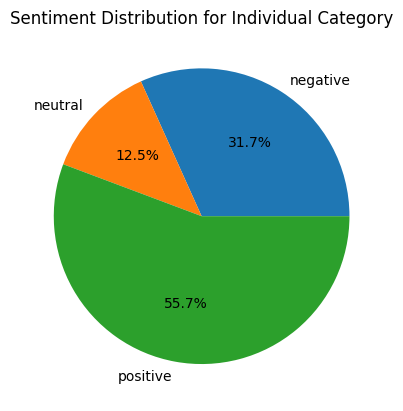 Sentiment Distribution for Individual Category
negative
31.7%
neutral
12.5%
55.7%
positive